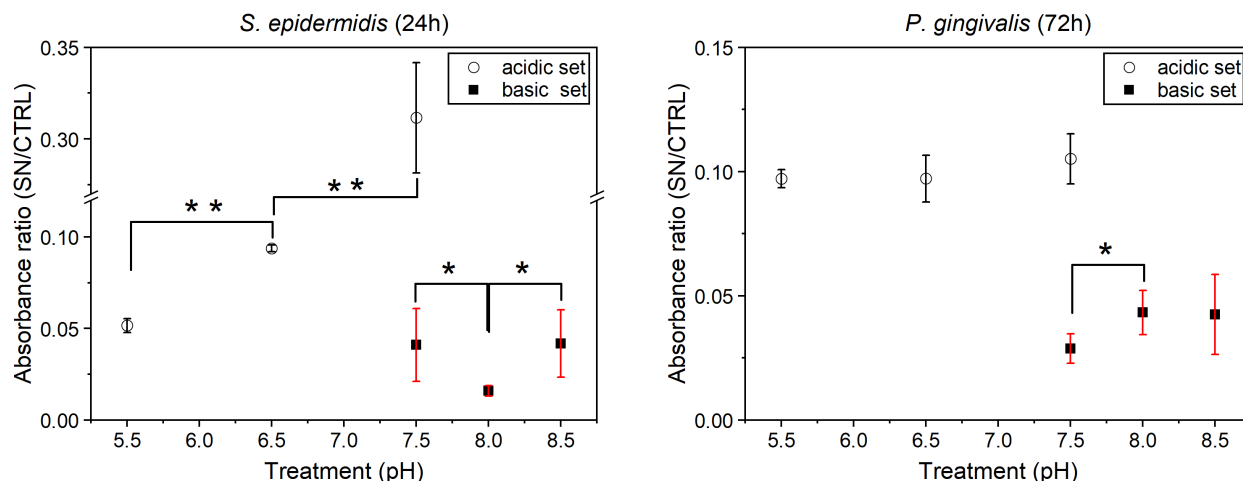 S. epidermidis (24h)
Absorbance ratio (SN/CTRL)
0.35
0.30
0.10
0.05
0.00
acidic set
basic set
* *
* *
*
*
5.5 6.0 6.5 7.0 7.5 8.0 8.5
Treatment (pH)
P. gingivalis (72h)
Absorbance ratio (SN/CTRL)
0.15
0.10
0.05
0.00
acidic set
basic set
*
5.5 6.0 6.5 7.0 7.5 8.0 8.5
Treatment (pH)